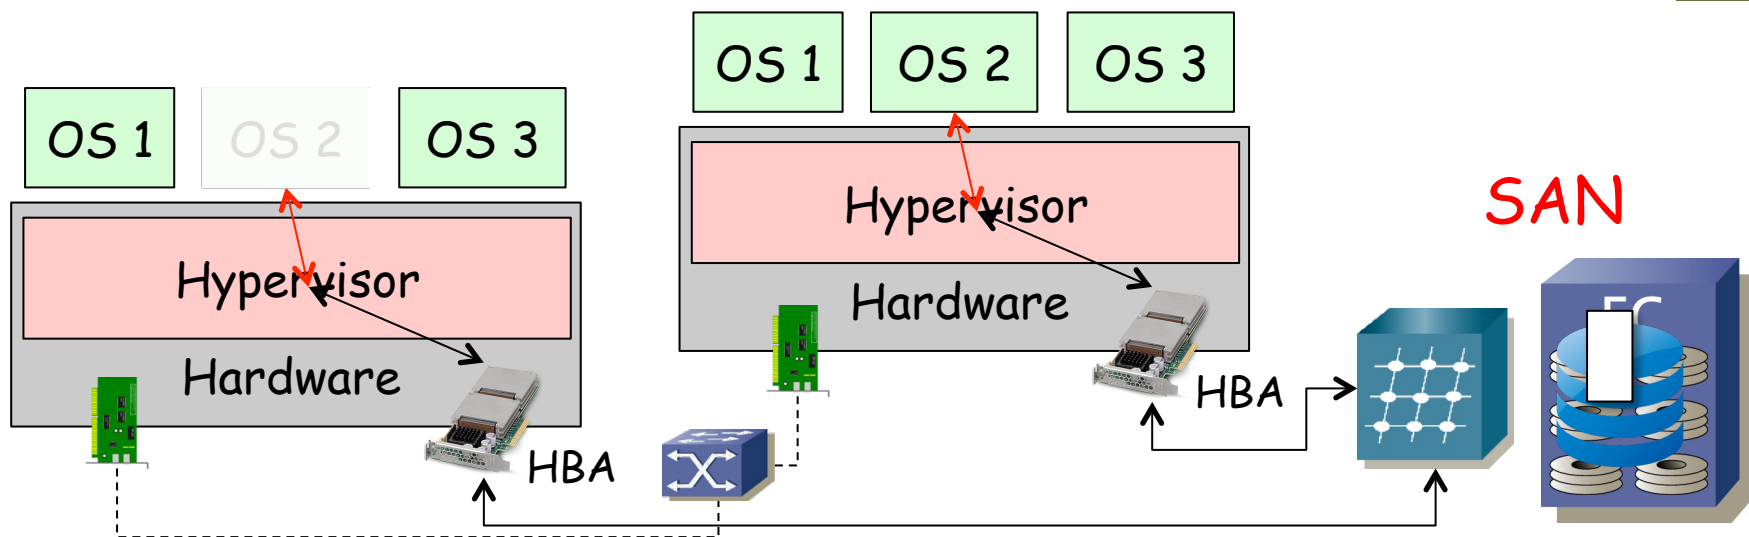 OS 1
OS 2
OS 3
Hypervisor
Hardware
HBA
OS 1
OS 2
OS 3
Hypervisor
Hardware
HBA
SAN